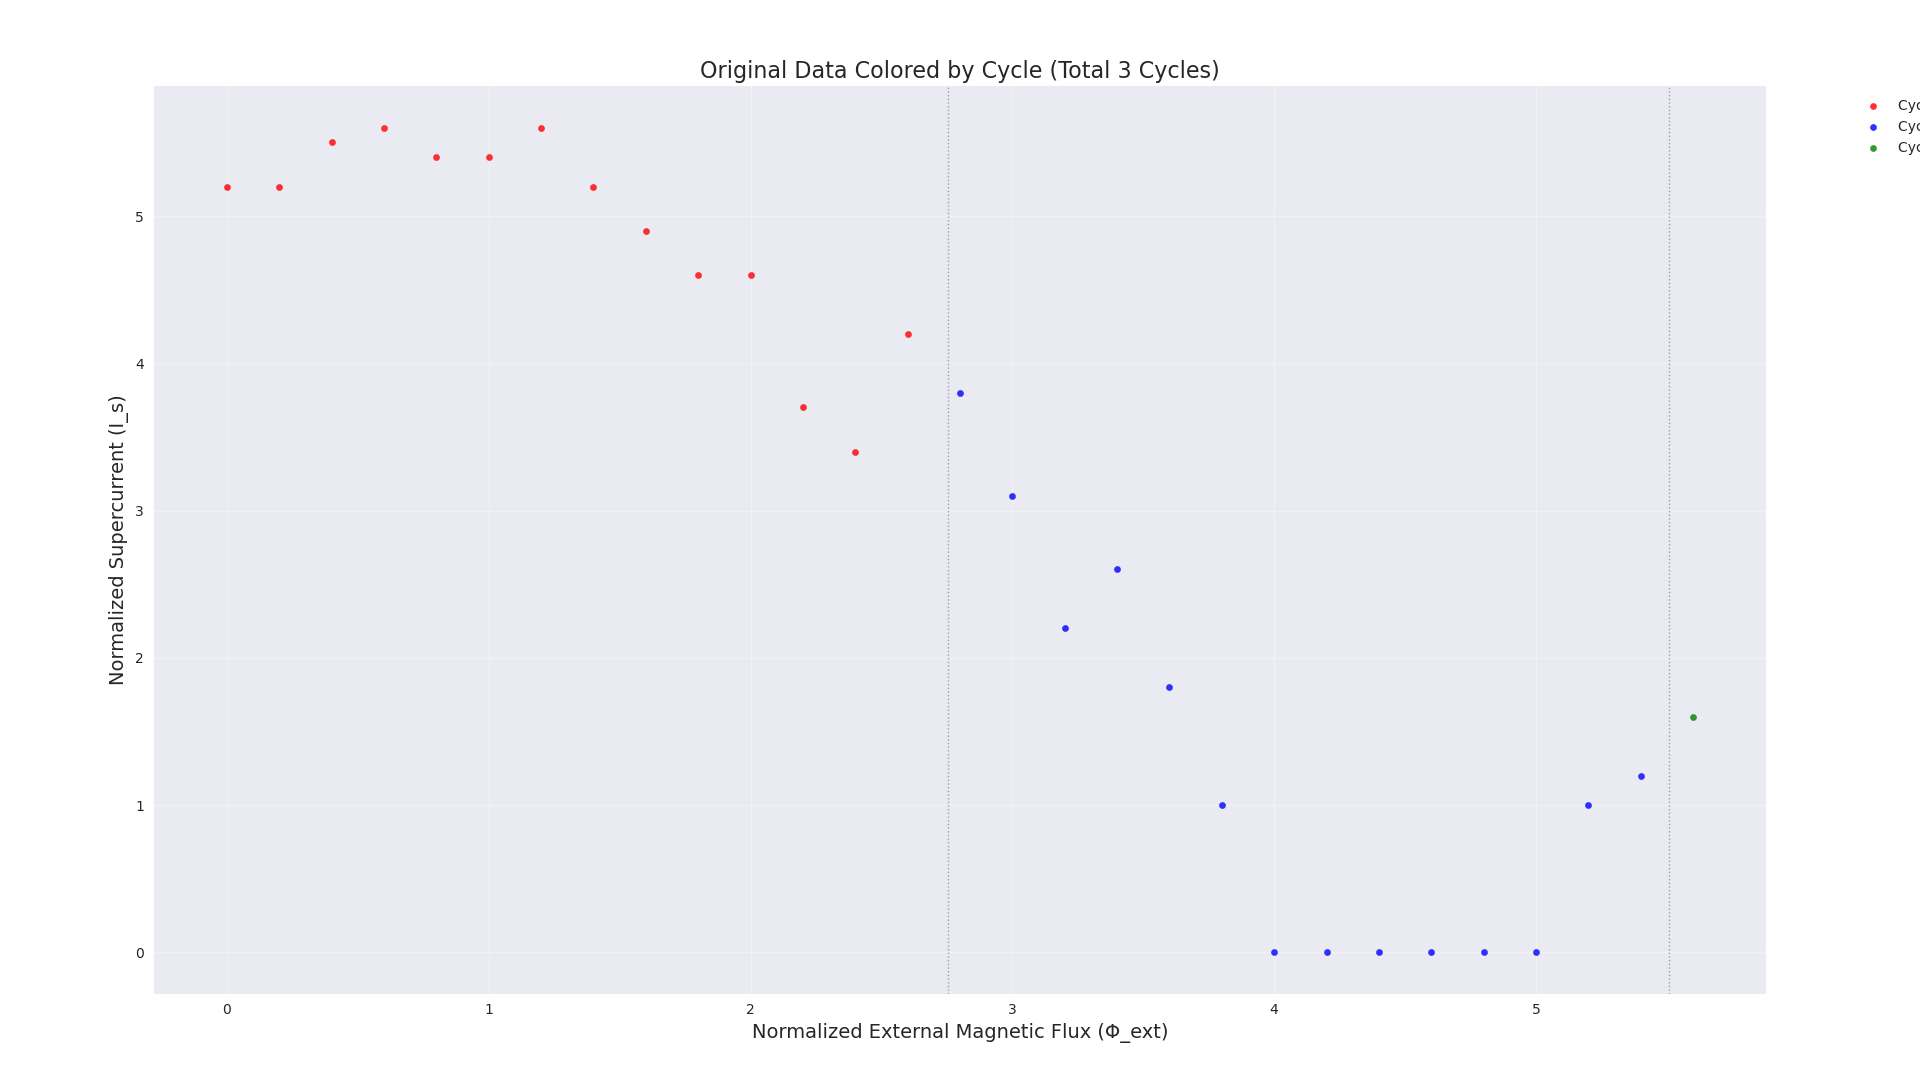 Original Data Colored by Cycle (Total 3 Cycles)
Cyc
Cyc
Cyc
Normalized Supercurrent (I_s)
5
4
3
2
1
0
0 1 2 3 4 5
Normalized External Magnetic Flux (Φ_ext)